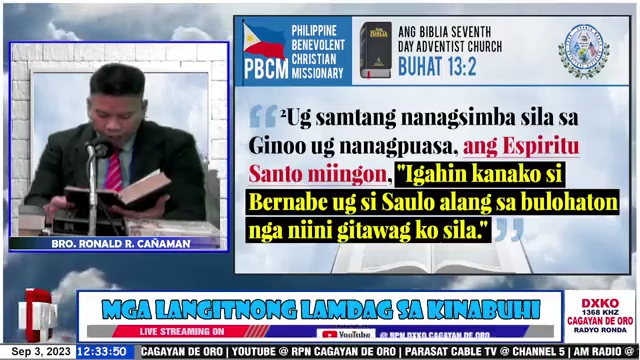 PHILIPPINE
BENEVOLENT
CHRISTIAN
MISSIONARY
PBCM
ANG BIBLIA
ANG BIBLIA SEVENTH
DAY ADVENTIST CHURCH
BUHAT 13:2
²Ug samtang nanagsimba sila sa
Ginoo ug nanagpuasa, ang Espiritu
Santo miingon, "Igahin kanako si
Bernabe ug si Saulo alang sa bulohaton
nga niini gitawag ko sila."
BRO. RONALD R. CAÑAMAN
MGA LANGITNONG LAMDAG SA KINABUHI
LIVE STREAMING ON
YouTube
@ RPN DXKO CAGAYAN DE ORO
DXKO
1368 KHZ
CAGAYAN DE ORO
RADYO RONDA
Sep 3, 2023 12:33:50 CAGAYAN DE ORO | YOUTUBE @ RPN CAGAYAN DE ORO | PARASAT CABLE TV @ CHANNEL 1 | AM RADIO @